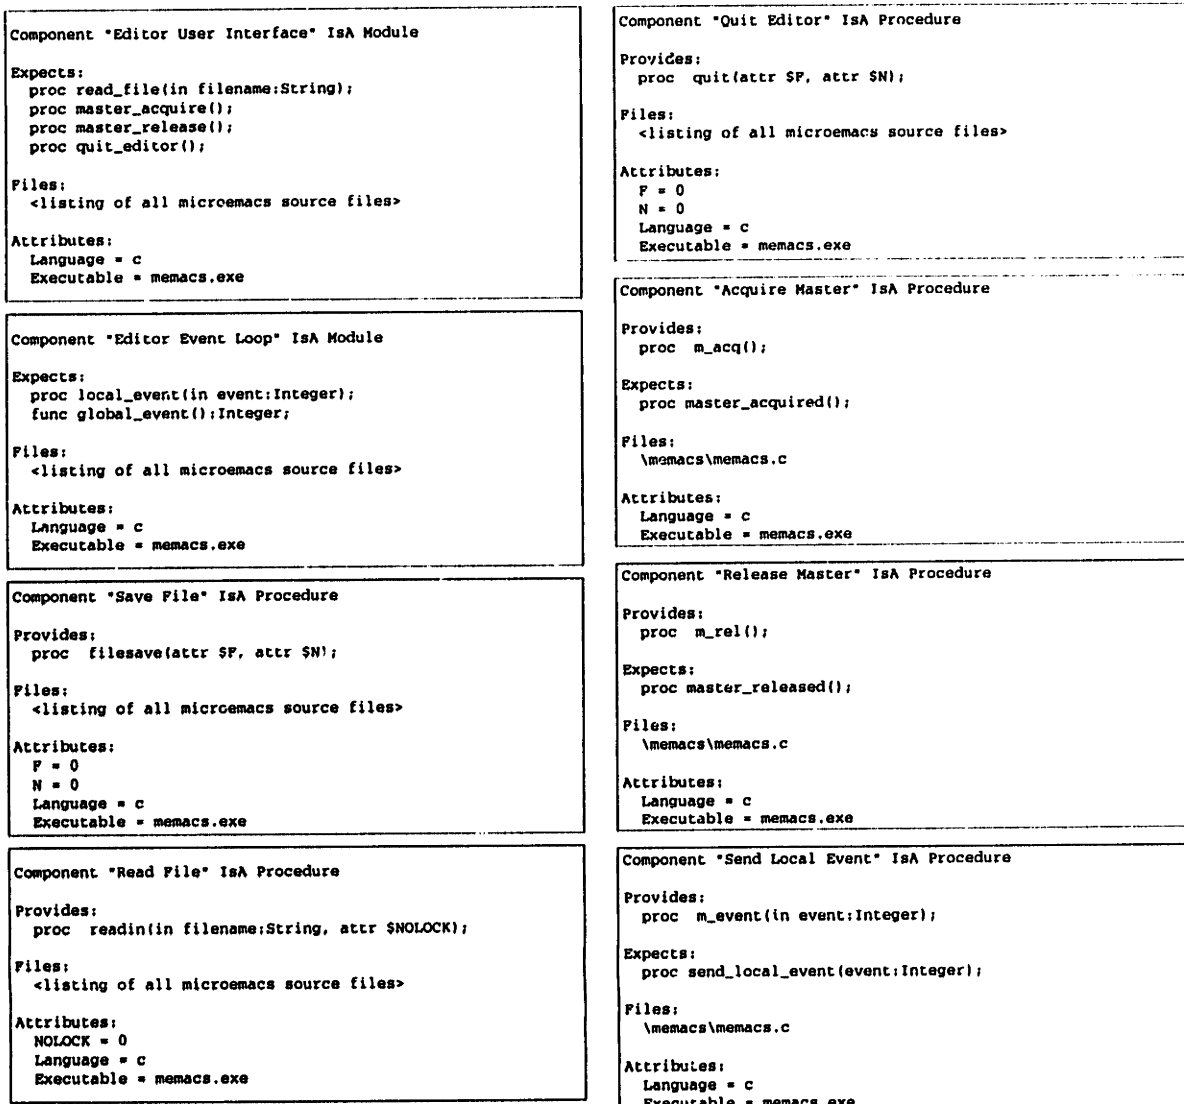 Component "Editor User Interface" IsA Module
Expects:
proc read_file(in filename:String);
proc master_acquire();
proc master_release();
proc quit_editor();
Files:
<listing of all microemacs source files>
Attributes:
Language = c
Executable = memacs.exe
Component "Editor Event Loop" IsA Module
Expects:
proc local_event(in event:Integer);
func global_event():Integer;
Files:
<listing of all microemacs source files>
Attributes:
Language = c
Executable = memacs.exe
Component "Save File" IsA Procedure
Provides:
proc filesave(attr $F, attr $N);
Files:
<listing of all microemacs source files>
Attributes:
F = 0
N = 0
Language = c
Executable = memacs.exe
Component "Read File" IsA Procedure
Provides:
proc readin(in filename:String, attr $NOLOCK);
Files:
<listing of all microemacs source files>
Attributes:
NOLOCK = 0
Language = c
Executable = memacs.exe
Component "Quit Editor" IsA Procedure
Provides:
proc quit(attr $F, attr $N);
Files:
<listing of all microemacs source files>
Attributes:
F = 0
N = 0
Language = c
Executable = memacs.exe
Component "Acquire Master" IsA Procedure
Provides:
proc m_acq();
Expects:
proc master_acquired();
Files:
\memacs\memacs.c
Attributes:
Language = c
Executable = memacs.exe
Component "Release Master" IsA Procedure
Provides:
proc m_rel();
Expects:
proc master_released();
Files:
\memacs\memacs.c
Attributes:
Language = c
Executable = memacs.exe
Component "Send Local Event" IsA Procedure
Provides:
proc m_event(in event:Integer);
Expects:
proc send_local_event(event:Integer);
Files:
\memacs\memacs.c
Attributes:
Language = c
Executable = memacs.exe